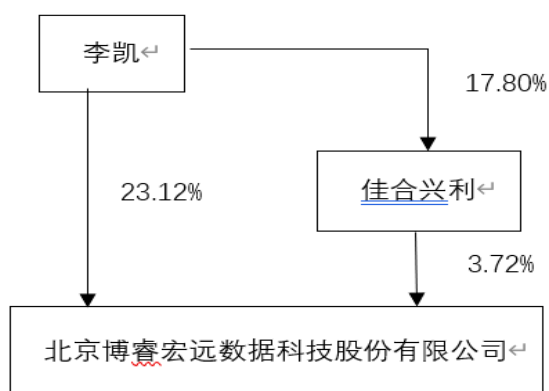 李凯
17.80%
23.12%
佳合兴利
3.72%
北京博睿宏远数据科技股份有限公司